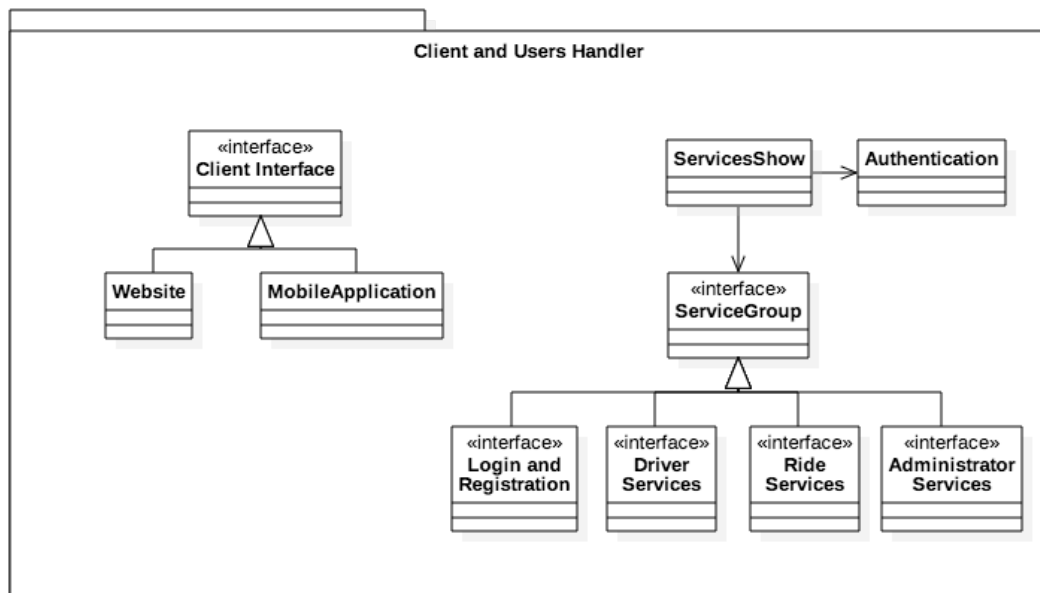 Client and Users Handler
«interface»
Client Interface
Website
MobileApplication
ServicesShow
Authentication
«interface»
ServiceGroup
«interface»
Login and
Registration
«interface»
Driver
Services
«interface»
Ride
Services
«interface»
Administrator
Services